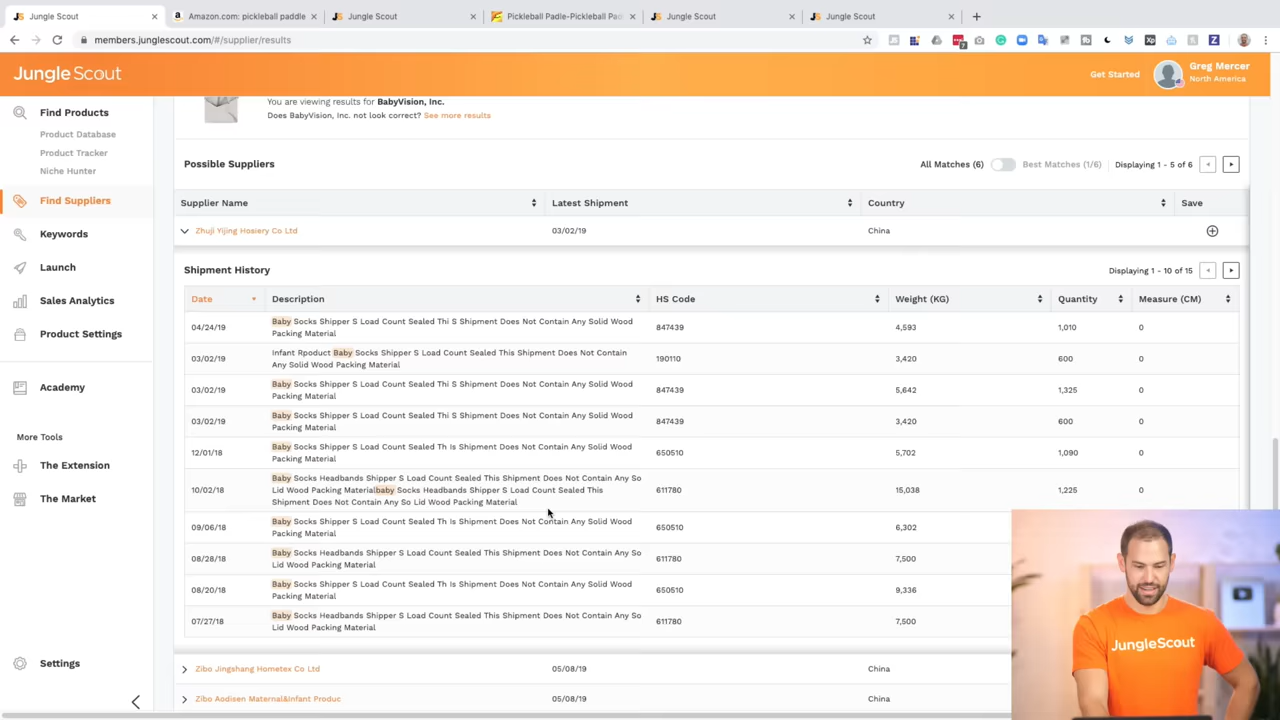 Jungle Scout
Amazon.com: pickleball paddle
Jungle Scout
Pickleball Padle-Pickleball Pad
Jungle Scout
Jungle Scout
members.junglescout.com/#/supplier/results
Jungle Scout
Get Started
Greg Mercer
North America
Find Products
Product Database
Product Tracker
Niche Hunter
Find Suppliers
Keywords
Launch
Sales Analytics
Product Settings
Academy
More Tools
The Extension
The Market
Settings
You are viewing results for BabyVision, Inc.
Does BabyVision, Inc. not look correct? See more results
Possible Suppliers
All Matches (6)
Best Matches (1/6)
Displaying 1 - 5 of 6
Supplier Name
Latest Shipment
Country
Save
Zhuji Yijing Hosiery Co Ltd
03/02/19
China
Shipment History
Displaying 1 - 10 of 15
Date
Description
HS Code
Weight (KG)
Quantity
Measure (CM)
04/24/19
Baby Socks Shipper S Load Count Sealed Thi S Shipment Does Not Contain Any Solid Wood
Packing Material
847439
4,593
1,010
0
03/02/19
Infant Rpoduct Baby Socks Shipper S Load Count Sealed This Shipment Does Not Contain
Any Solid Wood Packing Material
190110
3,420
600
0
03/02/19
Baby Socks Shipper S Load Count Sealed Thi S Shipment Does Not Contain Any Solid Wood
Packing Material
847439
5,642
1,325
0
03/02/19
Baby Socks Shipper S Load Count Sealed Thi S Shipment Does Not Contain Any Solid Wood
Packing Material
847439
3,420
600
0
12/01/18
Baby Socks Shipper S Load Count Sealed Th Is Shipment Does Not Contain Any Solid Wood
Packing Material
650510
5,702
1,090
0
10/02/18
Baby Socks Headbands Shipper S Load Count Sealed This Shipment Does Not Contain Any So
Lid Wood Packing Materialbaby Socks Headbands Shipper S Load Count Sealed This
Shipment Does Not Contain Any So Lid Wood Packing Material
611780
15,038
1,225
0
09/06/18
Baby Socks Shipper S Load Count Sealed Th Is Shipment Does Not Contain Any Solid Wood
Packing Material
650510
6,302
08/28/18
Baby Socks Headbands Shipper S Load Count Sealed This Shipment Does Not Contain Any So
Lid Wood Packing Material
611780
7,500
08/20/18
Baby Socks Shipper S Load Count Sealed Th Is Shipment Does Not Contain Any Solid Wood
Packing Material
650510
9,336
07/27/18
Baby Socks Headbands Shipper S Load Count Sealed This Shipment Does Not Contain Any So
Lid Wood Packing Material
611780
7,500
Zibo Jingshang Hometex Co Ltd
05/08/19
China
Zibo Aodisen Maternal&Infant Produc
05/08/19
China
JungleScout